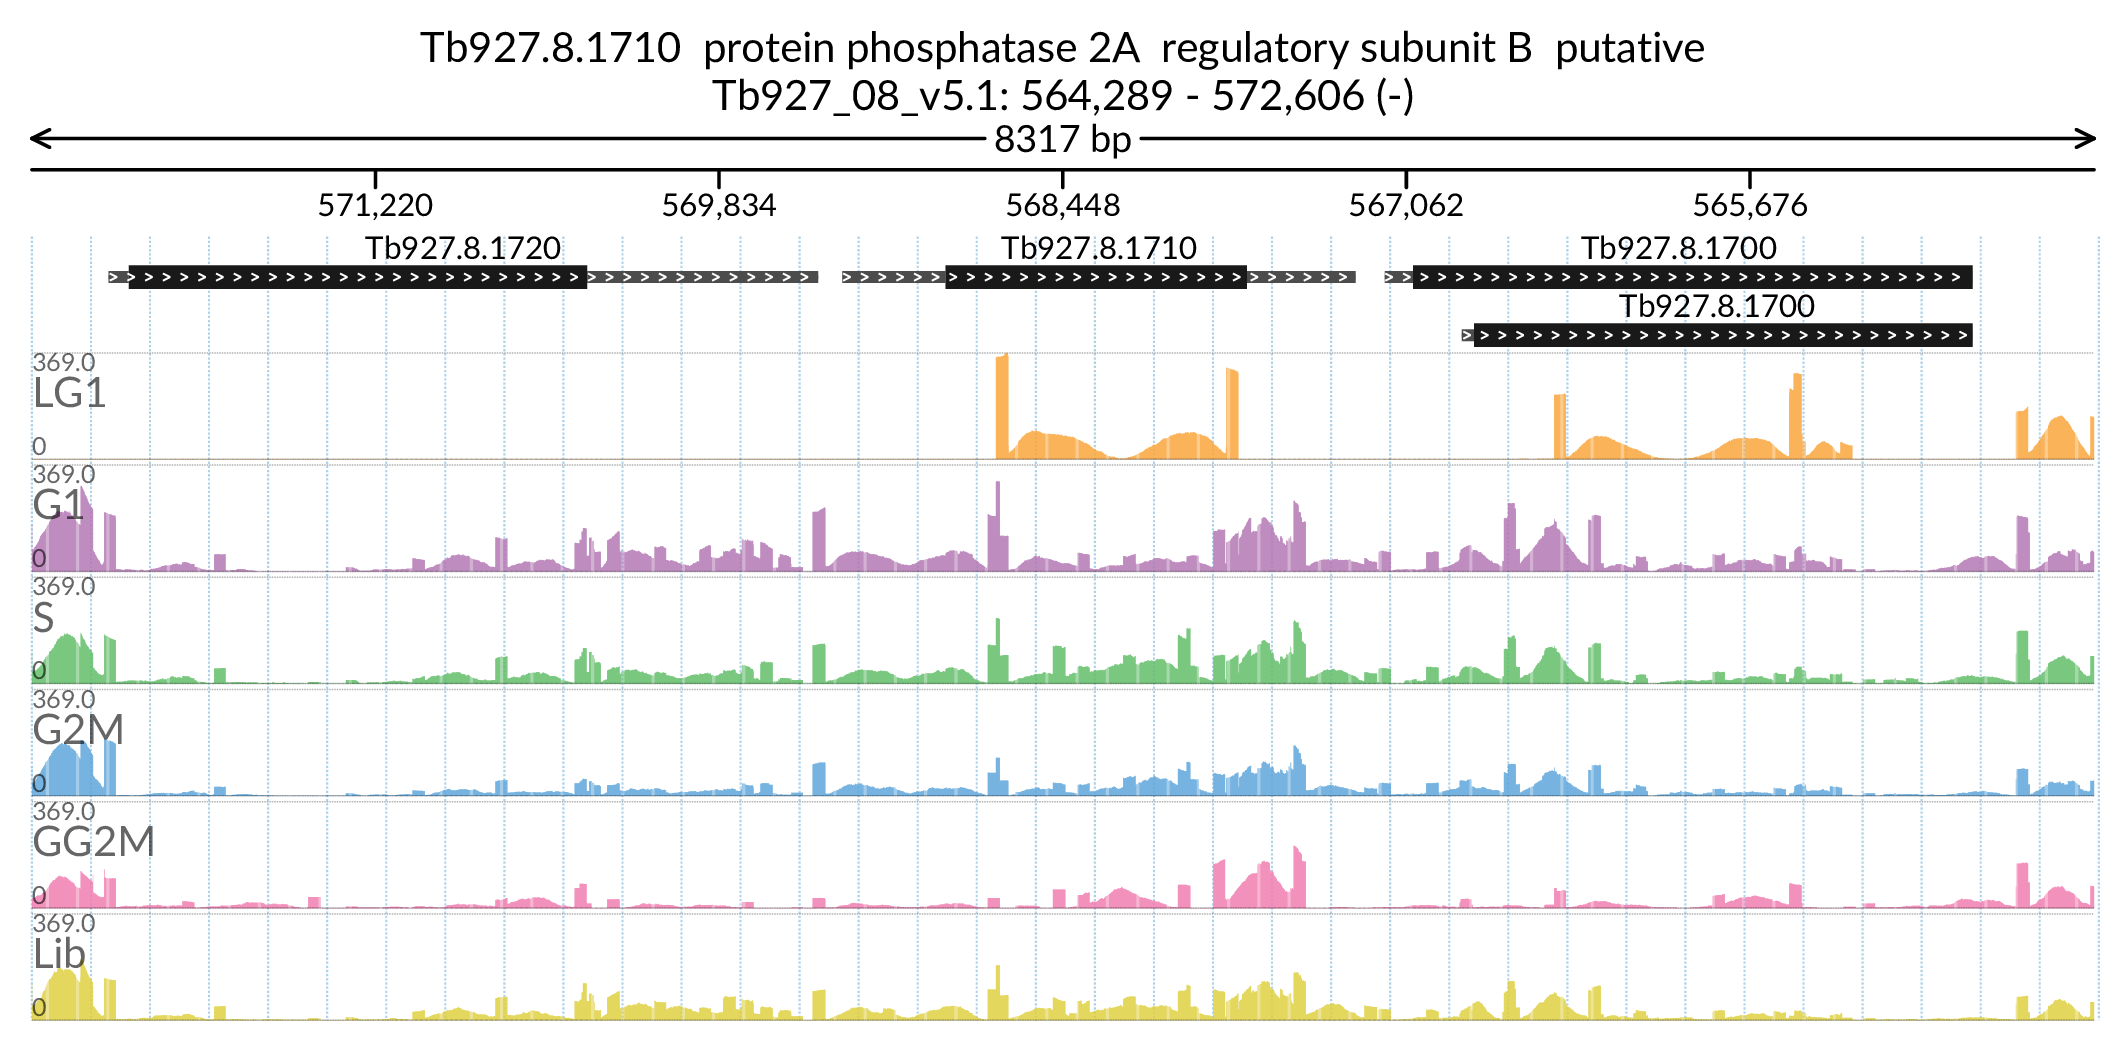 Tb927.8.1710 protein phosphatase 2A regulatory subunit B putative
Tb927_08_v5.1: 564,289 - 572,606 (-)
8317 bp
571,220 569,834 568,448 567,062 565,676
Tb927.8.1720 Tb927.8.1710 Tb927.8.1700
Tb927.8.1700
369.0
LG1
0
369.0
G1
0
369.0
S
0
369.0
G2M
0
369.0
GG2M
0
369.0
Lib
0